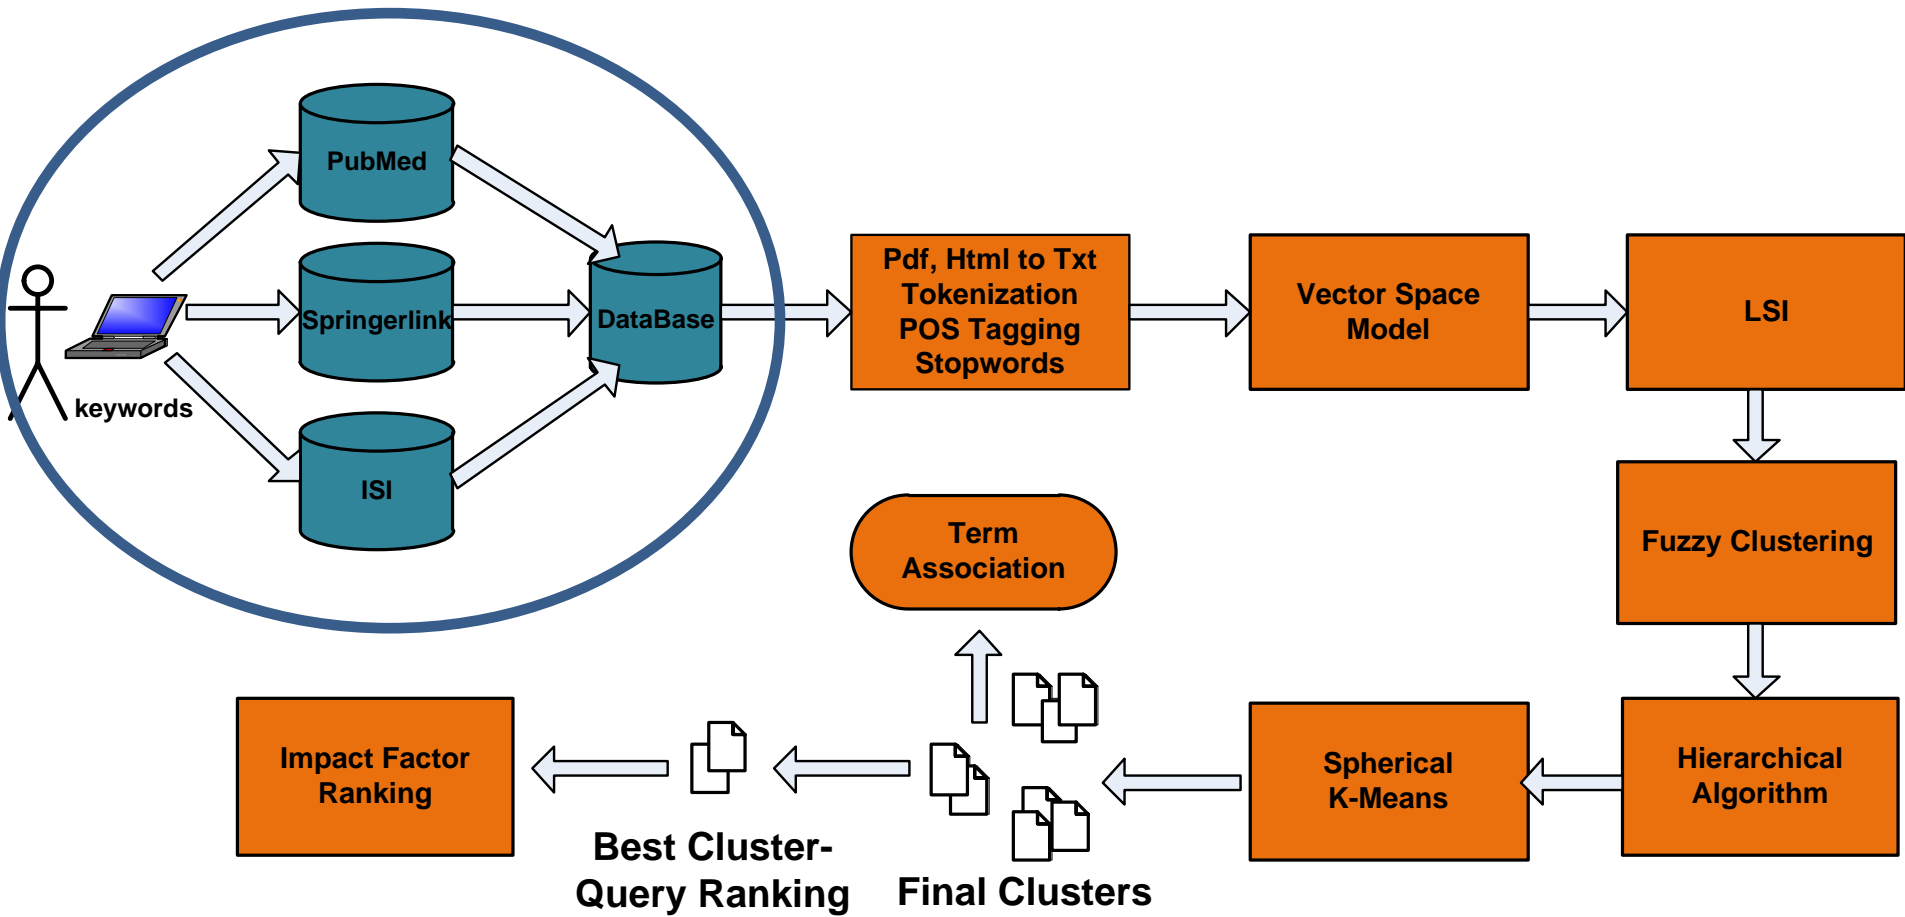 PubMed
Springerlink
DataBase
ISI
keywords
Pdf, Html to Txt
Tokenization
POS Tagging
Stopwords
Vector Space
Model
LSI
Fuzzy Clustering
Hierarchical
Algorithm
Spherical
K-Means
Term
Association
Final Clusters
Best Cluster-
Query Ranking
Impact Factor
Ranking